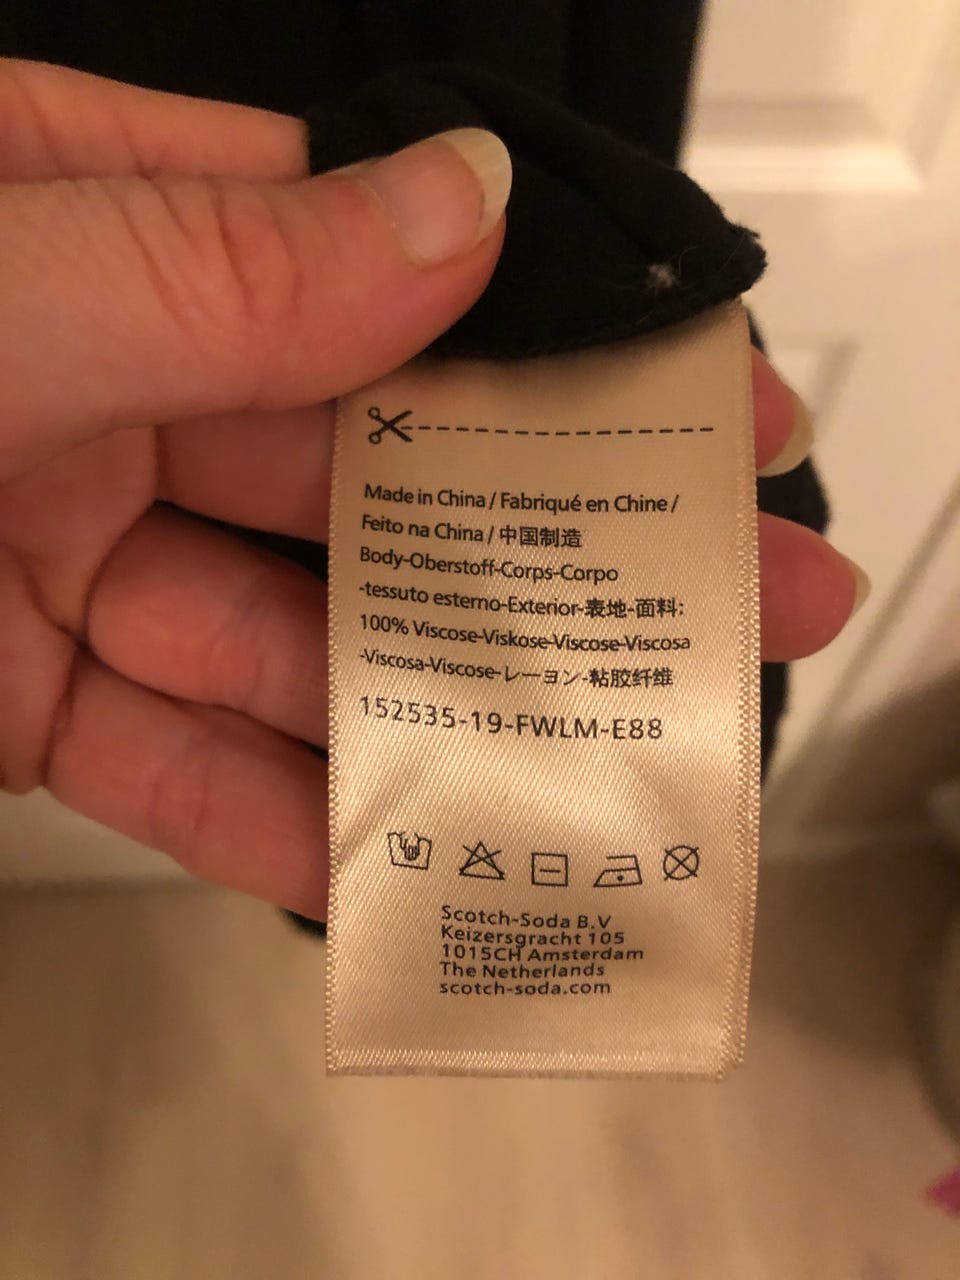 Made in China / Fabriqué en Chine /
Feito na China / 中国制造
Body-Oberstoff-Corps-Corpo
-tessuto esterno-Exterior-表地-面料:
100% Viscose-Viskose-Viscose-Viscosa
-Viscosa-Viscose-レーヨン-粘胶纤维
152535-19-FWLM-E88
Scotch-Soda B.V
Keizersgracht 105
1015CH Amsterdam
The Netherlands
scotch-soda.com